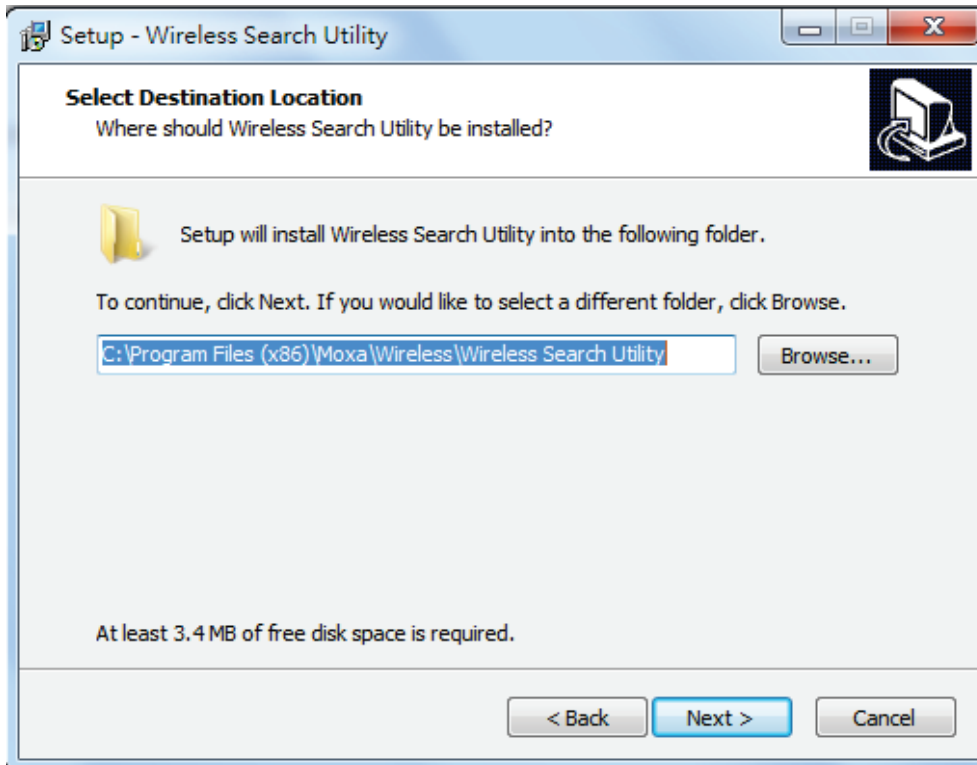 Setup - Wireless Search Utility
Select Destination Location
Where should Wireless Search Utility be installed?
Setup will install Wireless Search Utility into the following folder.
To continue, click Next. If you would like to select a different folder, click Browse.
C:\Program Files (x86)\Moxa\Wireless\Wireless Search Utility
Browse...
At least 3.4 MB of free disk space is required.
< Back
Next >
Cancel